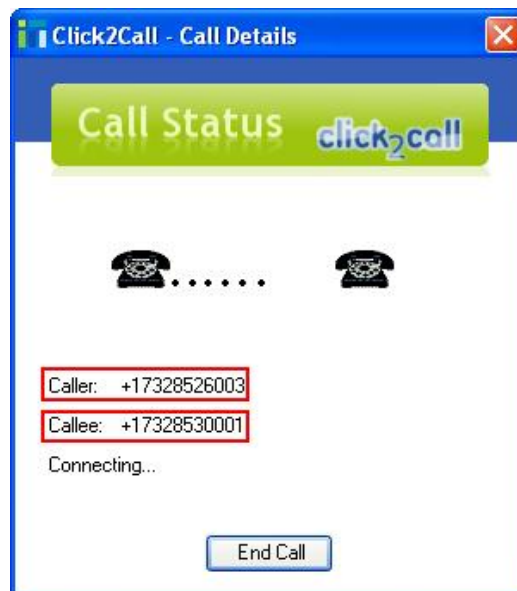 Click2Call - Call Details
Call Status click2call
......
Caller: +17328526003
Callee: +17328530001
Connecting...
End Call